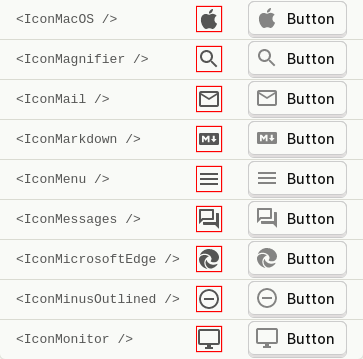 <IconMacOS /> Button
<IconMagnifier /> Button
<IconMail /> Button
<IconMarkdown /> M Button
<IconMenu /> Button
<IconMessages /> Button
<IconMicrosoftEdge /> Button
<IconMinusOutlined /> Button
<IconMonitor /> Button